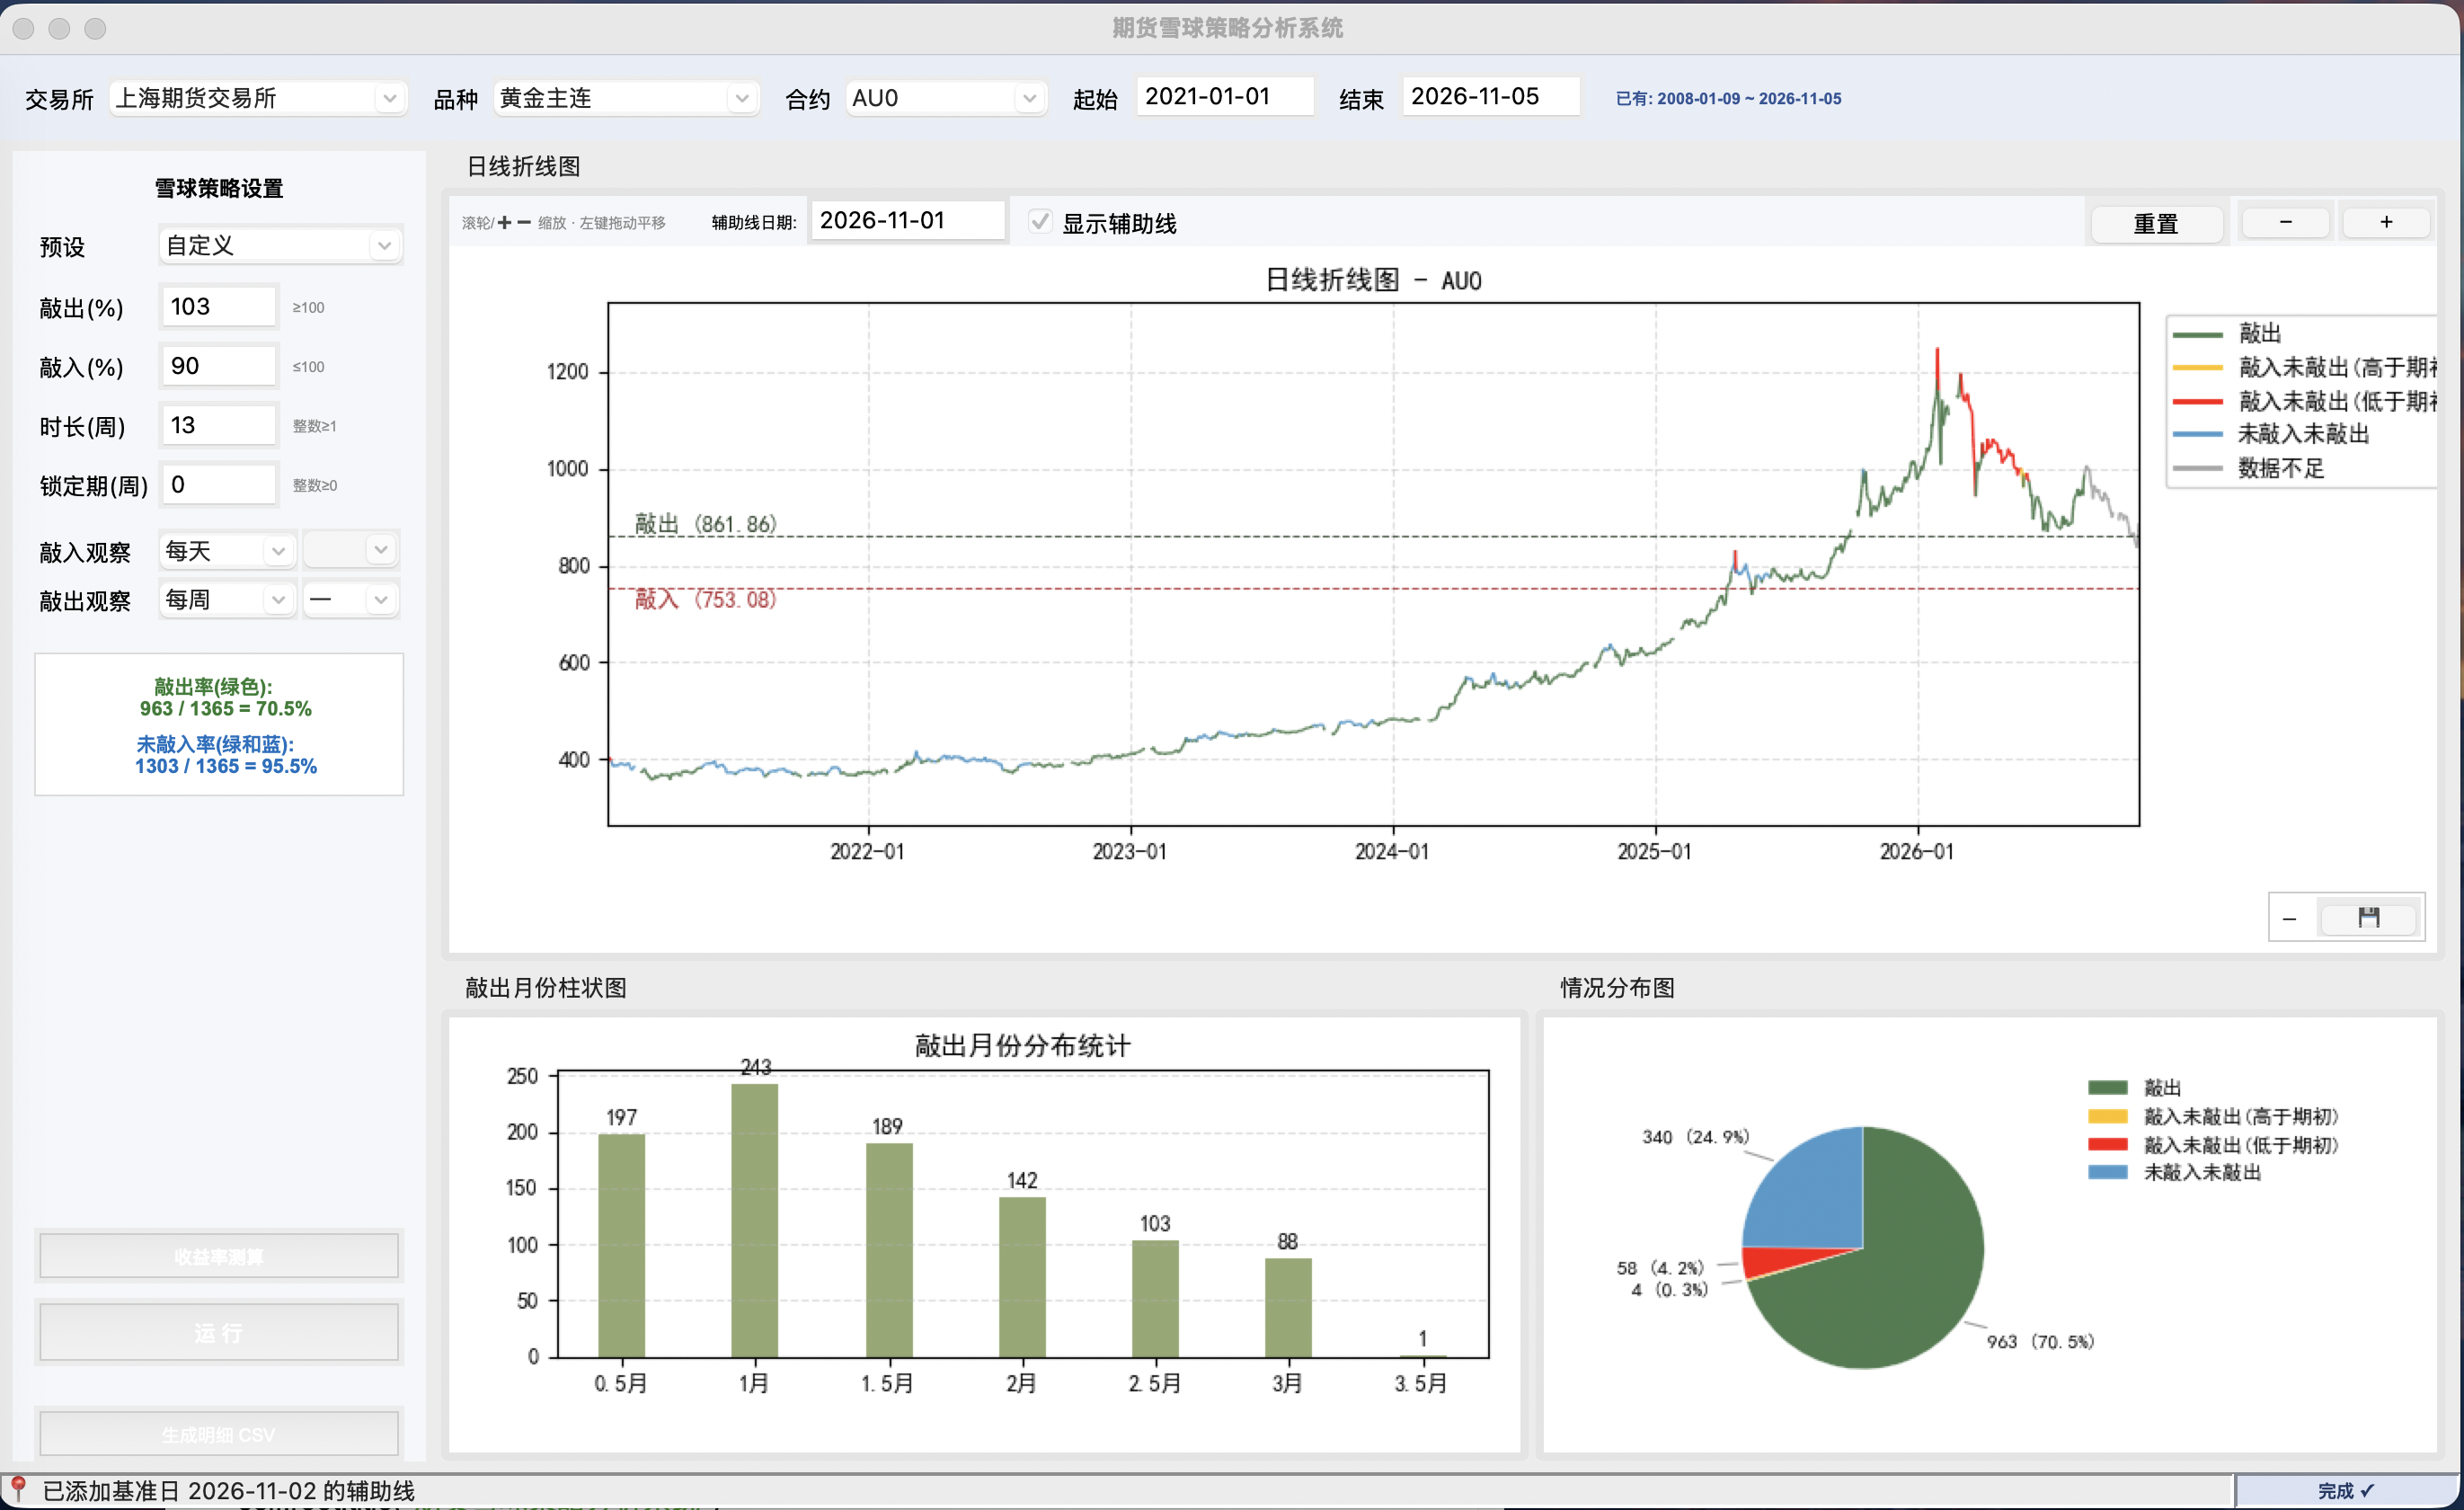 期货雪球策略分析系统
交易所 上海期货交易所 品种 黄金主连 合约 AU0 起始 2021-01-01 结束 2026-11-05 已有: 2008-01-09 ~ 2026-11-05
雪球策略设置
预设 自定义
敲出(%) 103 ≥100
敲入(%) 90 ≤100
时长(周) 13 整数≥1
锁定期(周) 0 整数≥0
敲入观察 每天
敲出观察 每周 一
敲出率(绿色):
963 / 1365 = 70.5%
未敲入率(绿和蓝):
1303 / 1365 = 95.5%
收益率测算
运 行
生成明细 CSV
日线折线图
滚轮/➕➖ 缩放 · 左键拖动平移 辅助线日期: 2026-11-01 显示辅助线 重置 − +
日线折线图 - AU0
1200
1000
800
600
400
敲出 (861.86)
敲入 (753.08)
2022-01 2023-01 2024-01 2025-01 2026-01
敲出
敲入未敲出(高于期
敲入未敲出(低于期
未敲入未敲出
数据不足
—
敲出月份柱状图
敲出月份分布统计
250
200
150
100
50
0
197 243 189 142 103 88 1
0.5月 1月 1.5月 2月 2.5月 3月 3.5月
情况分布图
敲出
敲入未敲出(高于期初)
敲入未敲出(低于期初)
未敲入未敲出
340 (24.9%)
58 (4.2%)
4 (0.3%)
963 (70.5%)
📍 已添加基准日 2026-11-02 的辅助线
完成 ✓